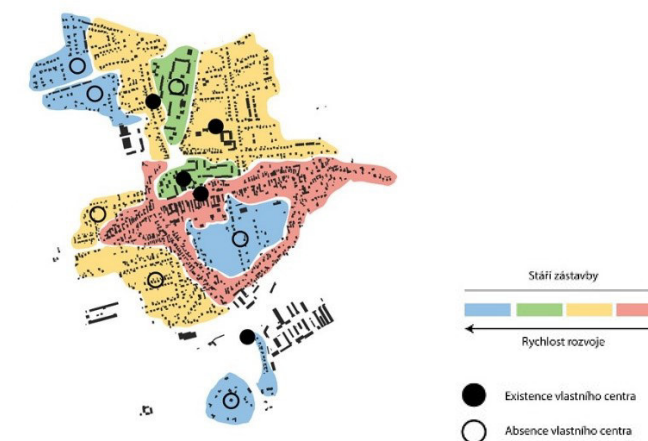 Stáří zástavby
Rychlost rozvoje
Existence vlastního centra
Absence vlastního centra